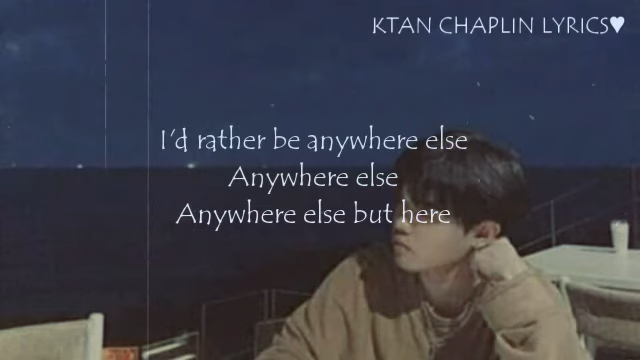 KTAN CHAPLIN LYRICS♥
I'd rather be anywhere else
Anywhere else
Anywhere else but here